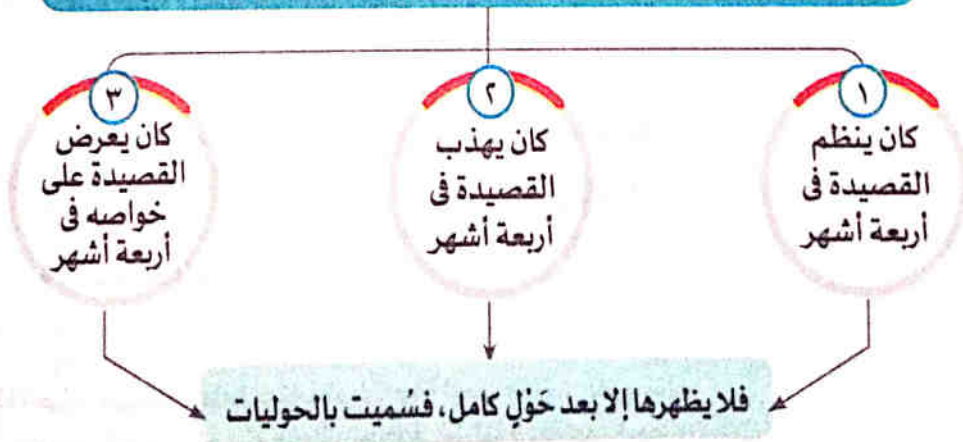 ١
كان ينظم
القصيدة فى
أربعة أشهر
٢
كان يهذب
القصيدة فى
أربعة أشهر
٣
كان يعرض
القصيدة على
خواصه فى
أربعة أشهر
فلا يظهرها إلا بعد حَوْلٍ كامل، فسُميت بالحوليات